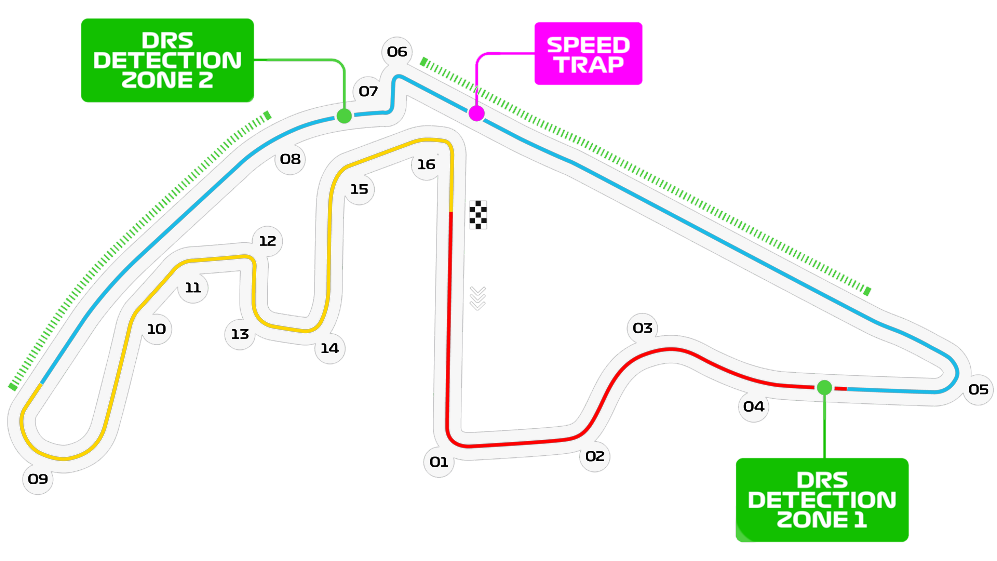 DRS
DETECTION
ZONE 2
SPEED
TRAP
06
07
08
16
15
12
11
10
13
14
09
03
04
05
01
02
DRS
DETECTION
ZONE 1